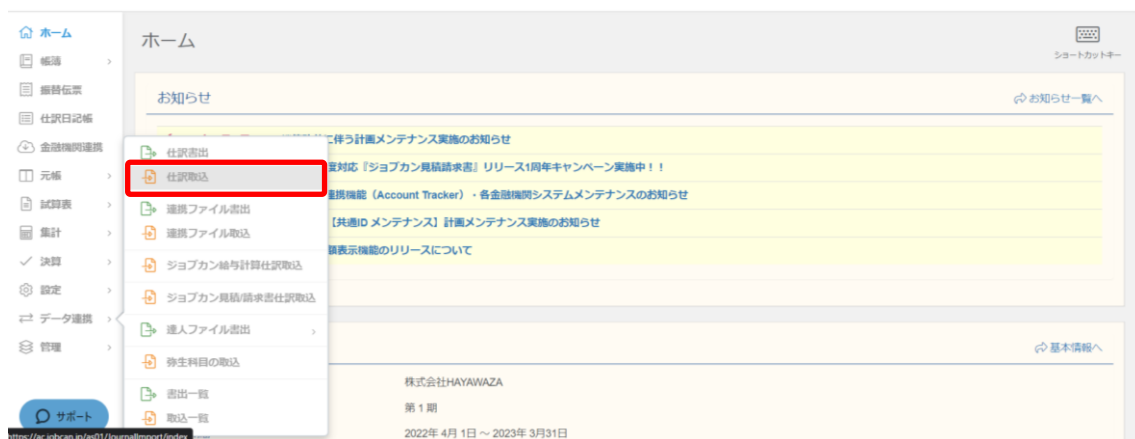 ホーム
帳簿
振替伝票
仕訳日記帳
金融機関連携
元帳
試算表
集計
決算
設定
データ連携
管理
サポート
https://ac.jobcan.jp/as01/JournalImport/index
仕訳書出
仕訳取込
連携ファイル書出
連携ファイル取込
ジョブカン給与計算仕訳取込
ジョブカン見積/請求書仕訳取込
達人ファイル書出
弥生科目の取込
書出一覧
取込一覧
ホーム
ショートカットキー
お知らせ
お知らせ一覧へ
に伴う計画メンテナンス実施のお知らせ
度対応『ジョブカン見積請求書』リリース1周年キャンペーン実施中！！
連携機能（Account Tracker）・各金融機関システムメンテナンスのお知らせ
【共通ID メンテナンス】計画メンテナンス実施のお知らせ
額表示機能のリリースについて
基本情報へ
株式会社HAYAWAZA
第 1 期
2022年 4月 1日 ～ 2023年 3月31日